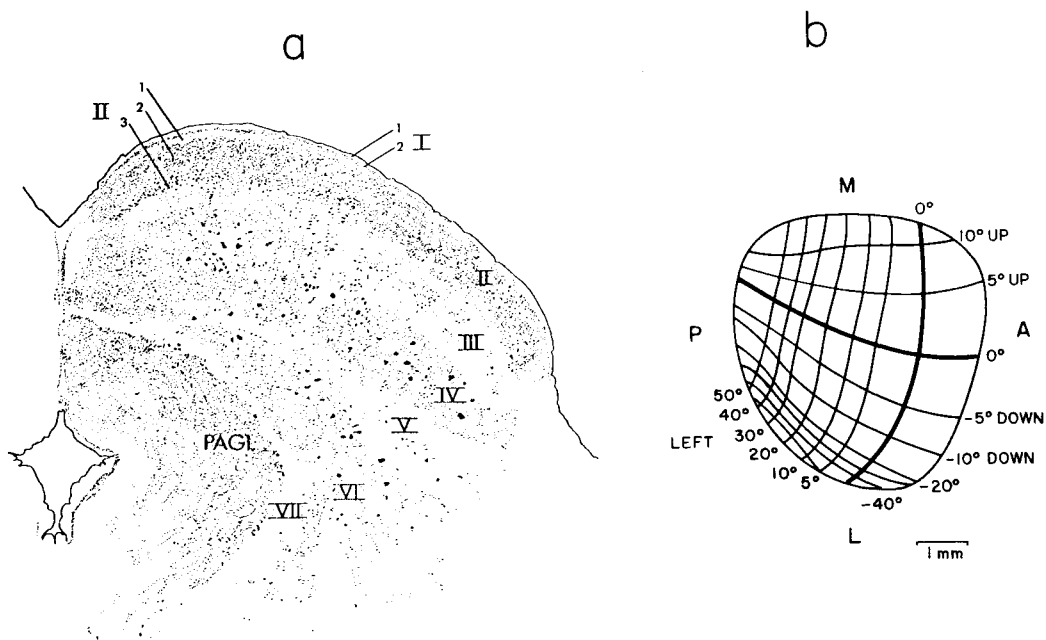 a
II 1
2
3
1
2 I
II
III
IV
V
VI
VII
PAGL
b
M
0°
10° UP
5° UP
P
A
0°
-5° DOWN
-10° DOWN
-20°
-40°
50°
40°
30°
20°
10°
5°
LEFT
L
1 mm